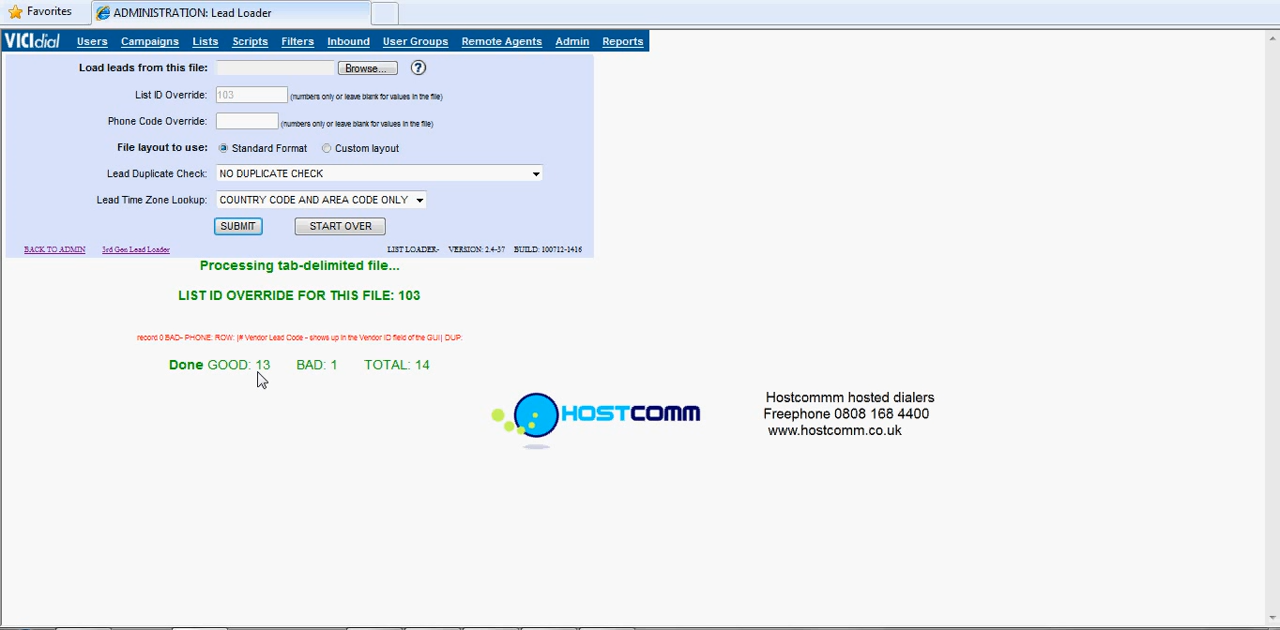 Favorites
ADMINISTRATION: Lead Loader
VICIdial Users Campaigns Lists Scripts Filters Inbound User Groups Remote Agents Admin Reports
Load leads from this file: Browse... ?
List ID Override: 103 (numbers only or leave blank for values in the file)
Phone Code Override: (numbers only or leave blank for values in the file)
File layout to use: Standard Format Custom layout
Lead Duplicate Check: NO DUPLICATE CHECK
Lead Time Zone Lookup: COUNTRY CODE AND AREA CODE ONLY
SUBMIT START OVER
BACK TO ADMIN 3rd Gen Lead Loader LIST LOADER- VERSION: 2.4-37 BUILD: 100712-1416
Processing tab-delimited file...
LIST ID OVERRIDE FOR THIS FILE: 103
record 0 BAD- PHONE: ROW: |# Vendor Lead Code - shows up in the Vendor ID field of the GUI| DUP:
Done GOOD: 13 BAD: 1 TOTAL: 14
HOSTCOMM
Hostcommm hosted dialers
Freephone 0808 168 4400
www.hostcomm.co.uk